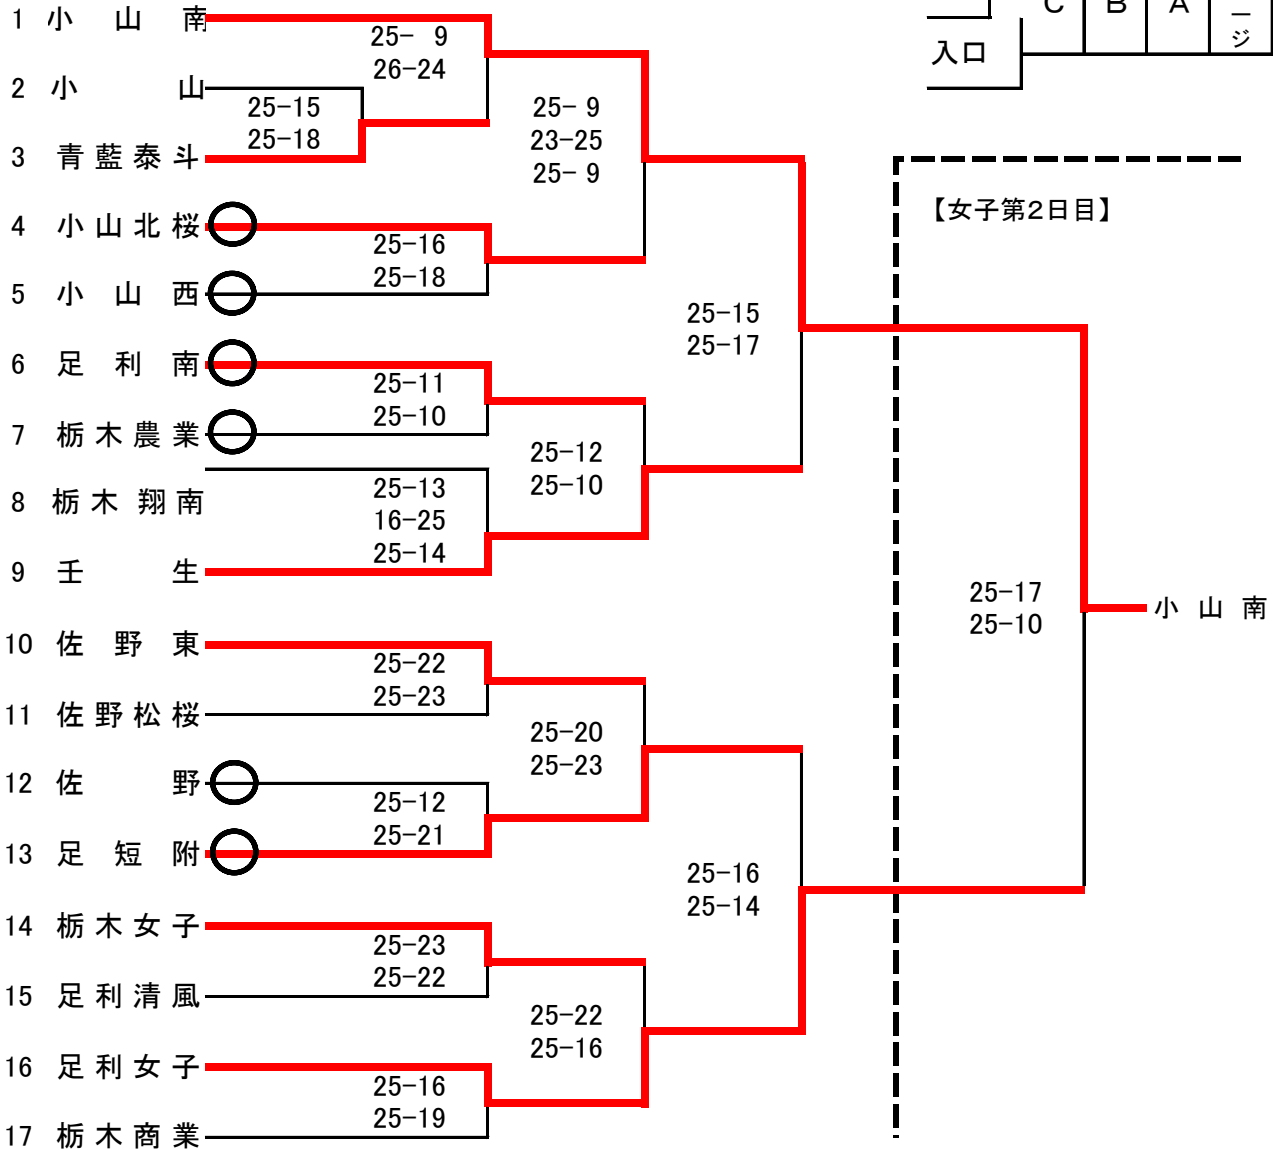 C B A ージ
入口
1 小山南
25- 9
26-24
2 小山
25-15
25-18
3 青藍泰斗
25- 9
23-25
25- 9
4 小山北桜
25-16
25-18
5 小山西
【女子第2日目】
25-15
25-17
6 足利南
25-11
25-10
7 栃木農業
25-12
25-10
8 栃木翔南
25-13
16-25
25-14
9 壬生
25-17
25-10
小山南
10 佐野東
25-22
25-23
11 佐野松桜
25-20
25-23
12 佐野
25-12
25-21
13 足短附
25-16
25-14
14 栃木女子
25-23
25-22
15 足利清風
25-22
25-16
16 足利女子
25-16
25-19
17 栃木商業